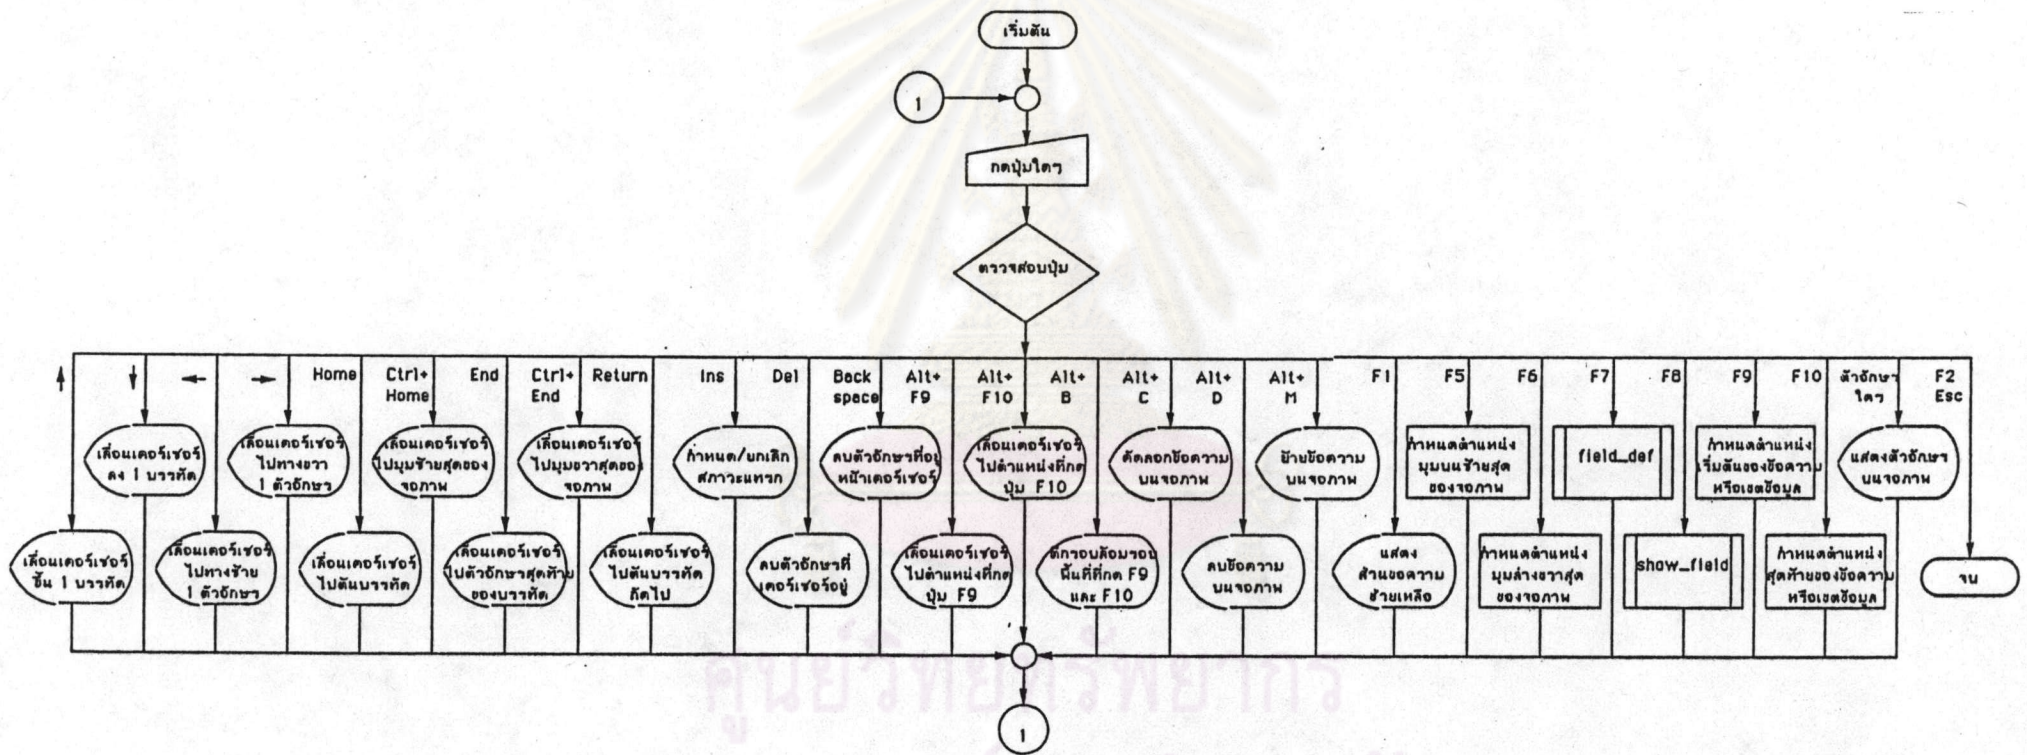 เริ่มต้น
1
กดปุ่มใดๆ
ตรวจสอบปุ่ม
↑
↓
←
→
Home
Ctrl+
Home
End
Ctrl+
End
Return
Ins
Del
Back
space
Alt+
F9
Alt+
F10
Alt+
B
Alt+
C
Alt+
D
Alt+
M
F1
F5
F6
F7
F8
F9
F10
ตัวอักษร
ใดๆ
F2
Esc
เลื่อนเคอร์เซอร์
ลง 1 บรรทัด
เลื่อนเคอร์เซอร์
ไปทางขวา
1 ตัวอักษร
เลื่อนเคอร์เซอร์
ไปมุมซ้ายสุดของ
จอภาพ
เลื่อนเคอร์เซอร์
ไปมุมขวาสุดของ
จอภาพ
กำหนด/ยกเลิก
สภาวะแทรก
ลบตัวอักษรที่อยู่
หน้าเคอร์เซอร์
เลื่อนเคอร์เซอร์
ไปตำแหน่งที่กด
ปุ่ม F10
คัดลอกข้อความ
บนจอภาพ
ย้ายข้อความ
บนจอภาพ
กำหนดตำแหน่ง
มุมบนซ้ายสุด
ของจอภาพ
field_def
กำหนดตำแหน่ง
เริ่มต้นของข้อความ
หรือเขตข้อมูล
แสดงตัวอักษร
บนจอภาพ
เลื่อนเคอร์เซอร์
ขึ้น 1 บรรทัด
เลื่อนเคอร์เซอร์
ไปทางซ้าย
1 ตัวอักษร
เลื่อนเคอร์เซอร์
ไปต้นบรรทัด
เลื่อนเคอร์เซอร์
ไปตัวอักษรสุดท้าย
ของบรรทัด
เลื่อนเคอร์เซอร์
ไปต้นบรรทัด
ถัดไป
ลบตัวอักษรที่
เคอร์เซอร์อยู่
เลื่อนเคอร์เซอร์
ไปตำแหน่งที่กด
ปุ่ม F9
ตีกรอบล้อมรอบ
พื้นที่ที่กด F9
และ F10
ลบข้อความ
บนจอภาพ
แสดง
ส่วนขอความ
ช่วยเหลือ
กำหนดตำแหน่ง
มุมล่างขวาสุด
ของจอภาพ
show_field
กำหนดตำแหน่ง
สุดท้ายของข้อความ
หรือเขตข้อมูล
จบ
1
ศูนย์วิทยทรัพยากร